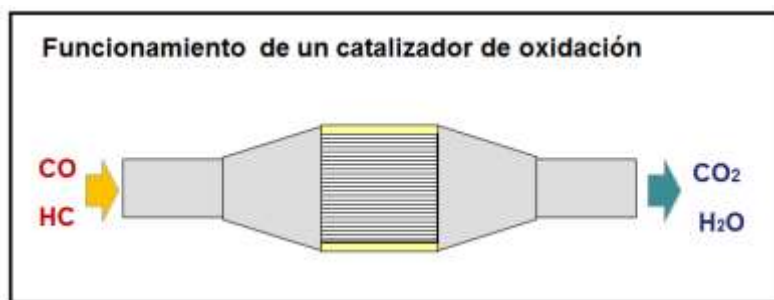 Funcionamiento de un catalizador de oxidación
CO
HC
CO₂
H₂O